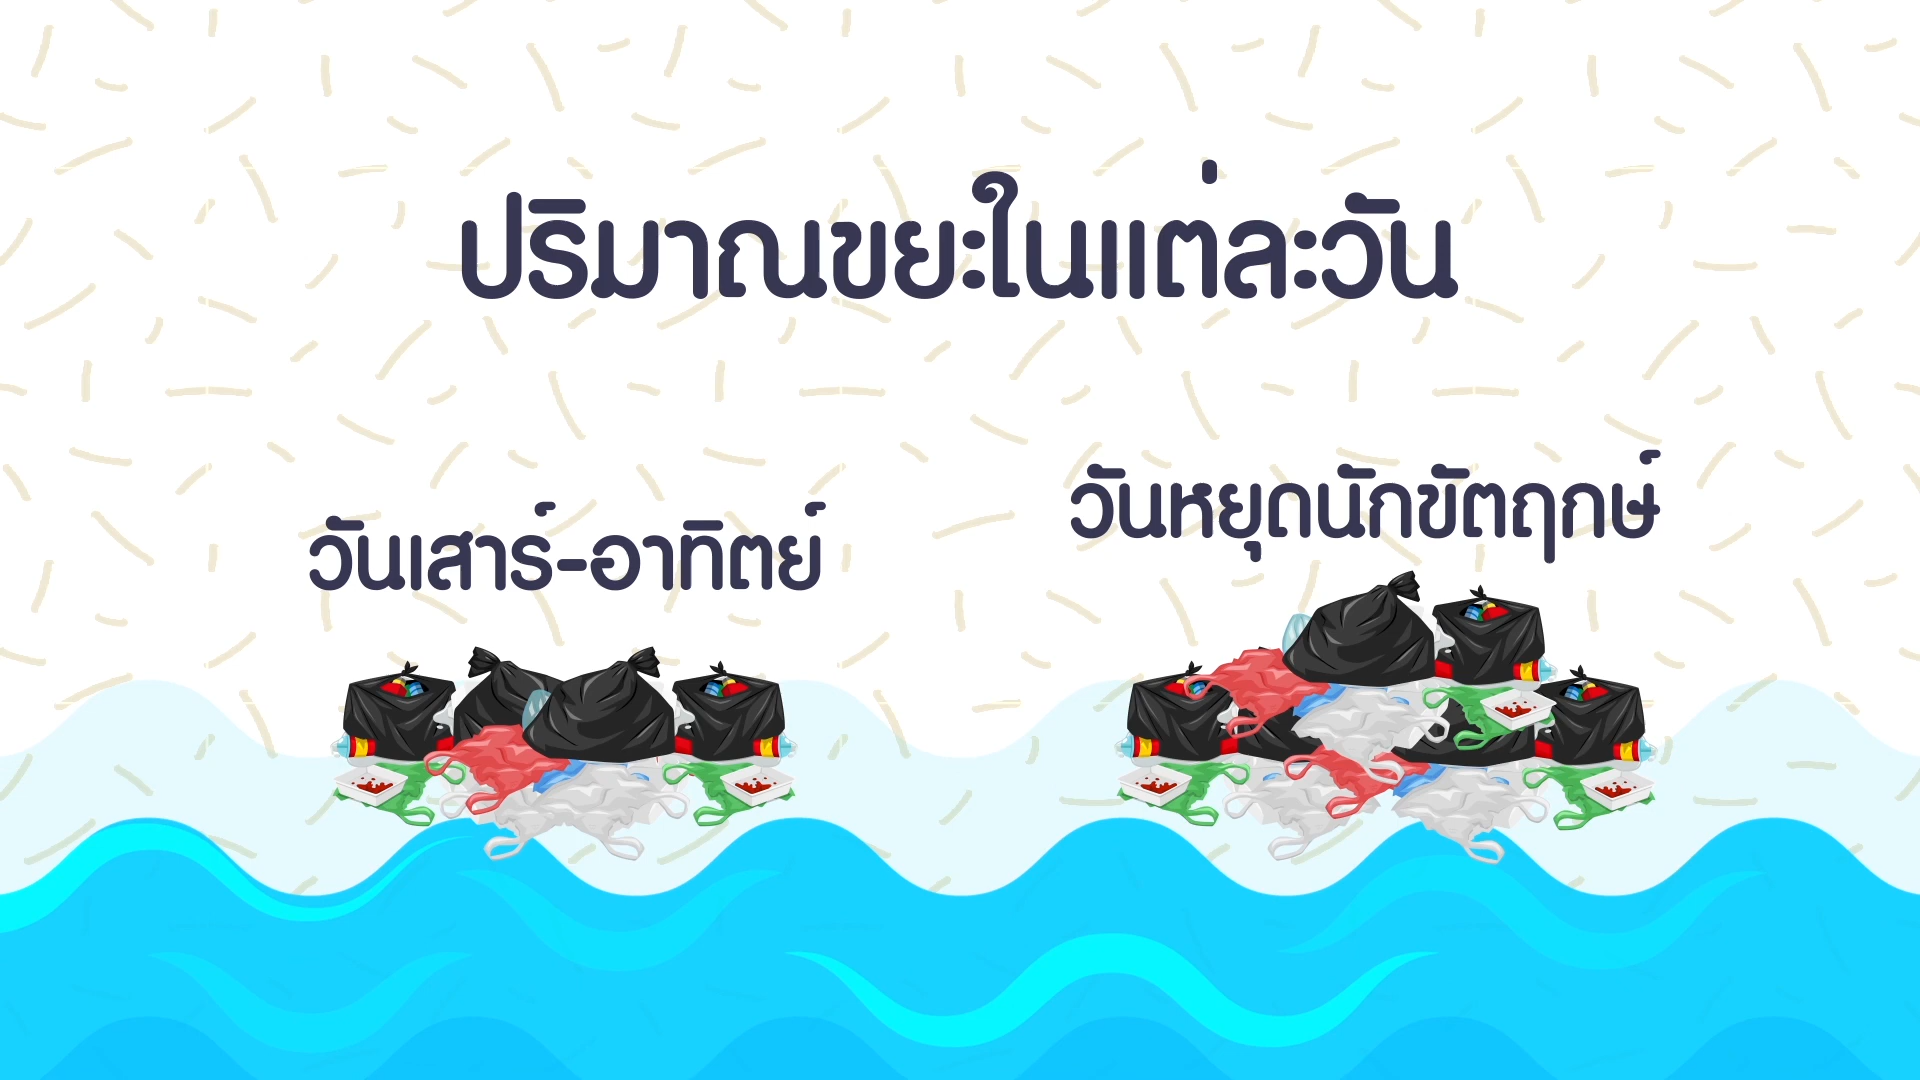 ปริมาณขยะในแต่ละวัน
วันเสาร์-อาทิตย์
วันหยุดนักขัตฤกษ์